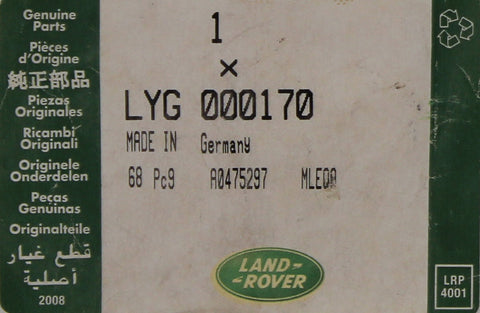 Genuine
Parts
Pièces
d'Origine
純正部品
Piezas
Originales
Ricambi
Originali
Originele
Onderdelen
Peças
Genuinas
Originalteile
قطع غيار
أصلية
2008
1
×
LYG 000170
MADE IN Germany
68 Pc9 A0475297 MLEQA
LAND-
-ROVER
LRP
4001